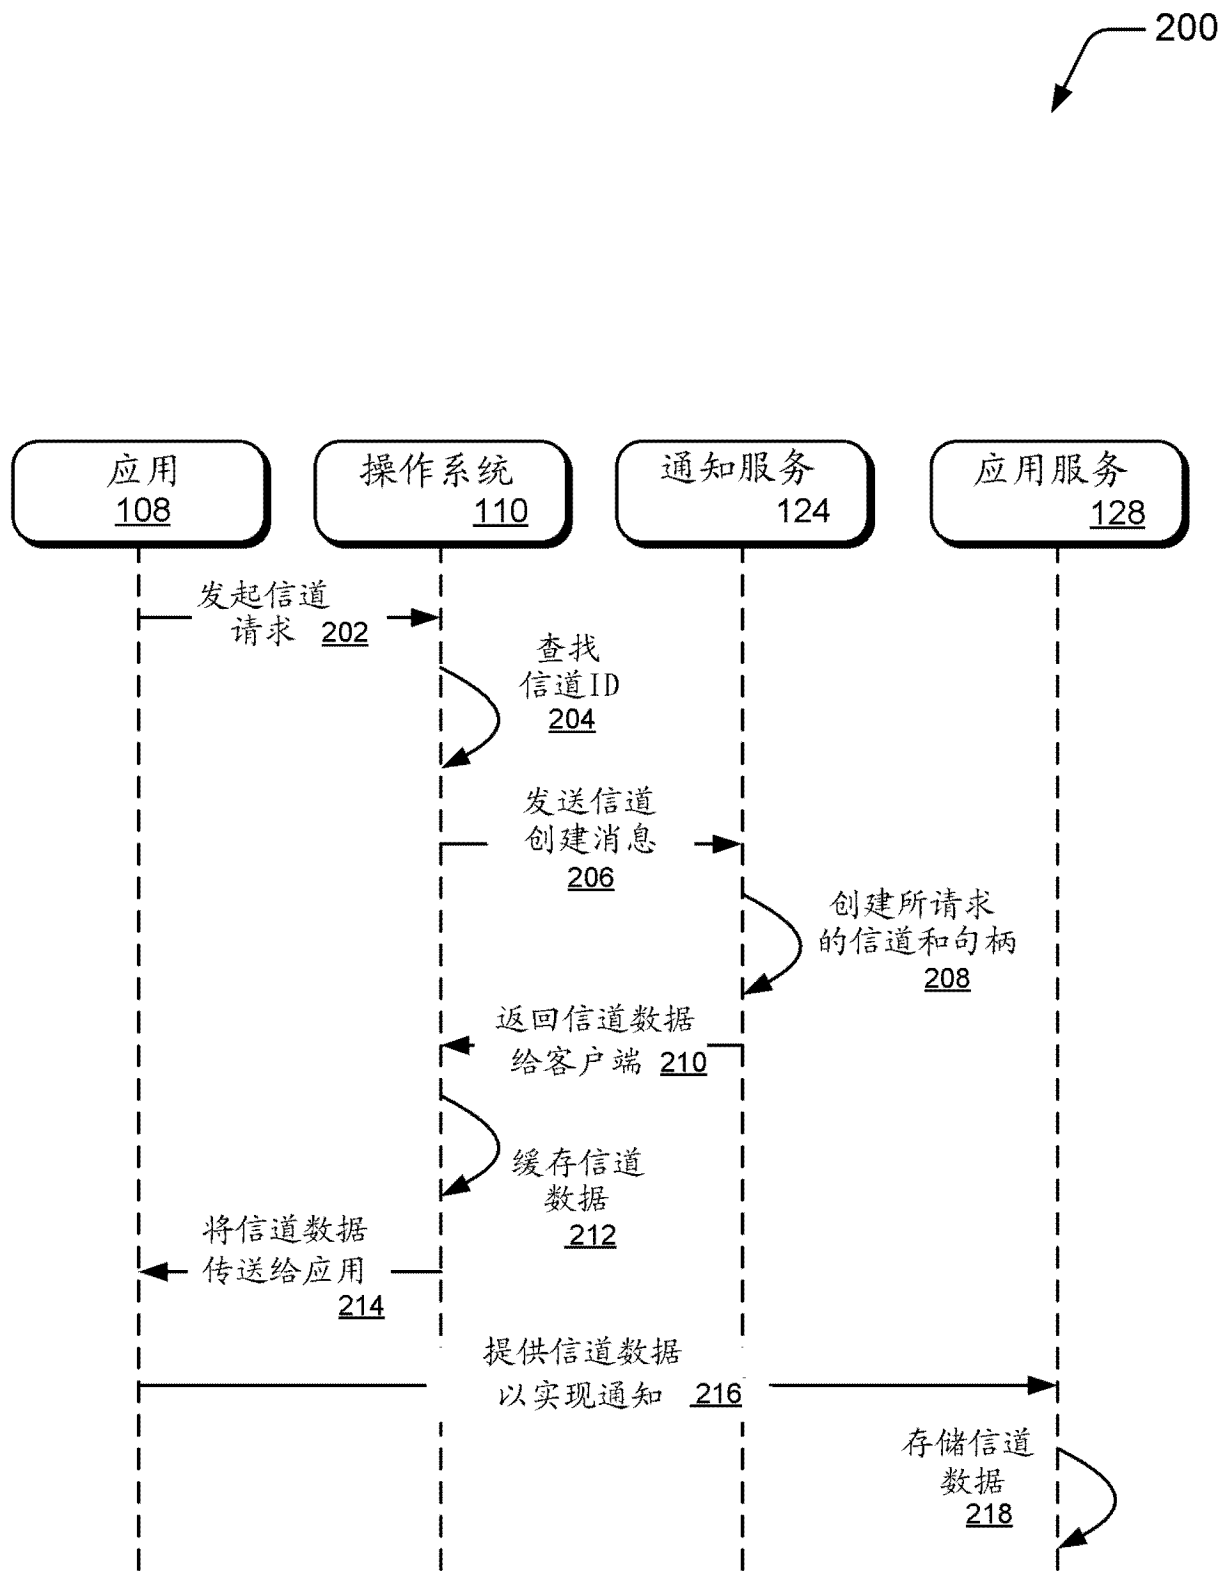 200
应用
108
操作系统
110
通知服务
124
应用服务
128
发起信道
请求 202
查找
信道ID
204
发送信道
创建消息
206
创建所请求
的信道和句柄
208
返回信道数据
给客户端 210
缓存信道
数据
212
将信道数据
传送给应用
214
提供信道数据
以实现通知 216
存储信道
数据
218